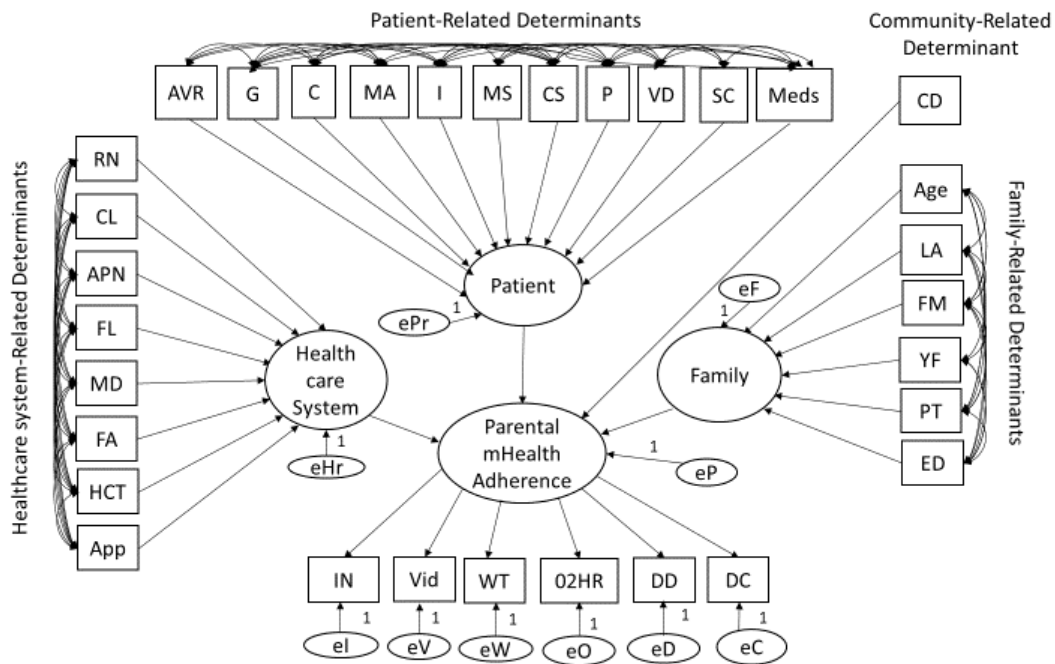 Patient-Related Determinants
Community-Related
Determinant
AVR
G
C
MA
I
MS
CS
P
VD
SC
Meds
CD
Healthcare system-Related Determinants
RN
CL
APN
FL
MD
FA
HCT
App
Family-Related Determinants
Age
LA
FM
YF
PT
ED
Patient
ePr
1
eF
1
Health
care
System
eHr
1
Family
Parental
mHealth
Adherence
eP
1
IN
Vid
WT
02HR
DD
DC
1
1
1
1
1
1
eI
eV
eW
eO
eD
eC